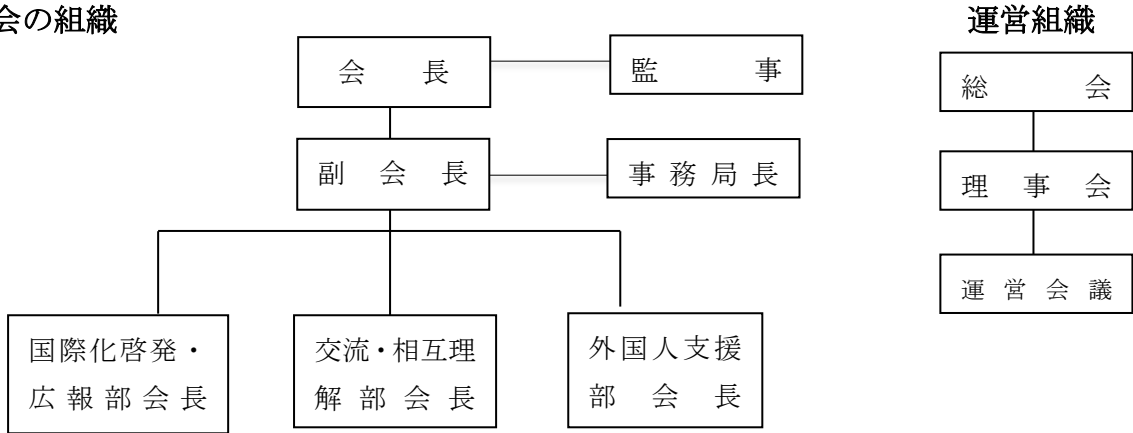 会の組織
会長
監事
副会長
事務局長
国際化啓発・
広報部会長
交流・相互理
解部会長
外国人支援
部会長
運営組織
総会
理事会
運営会議